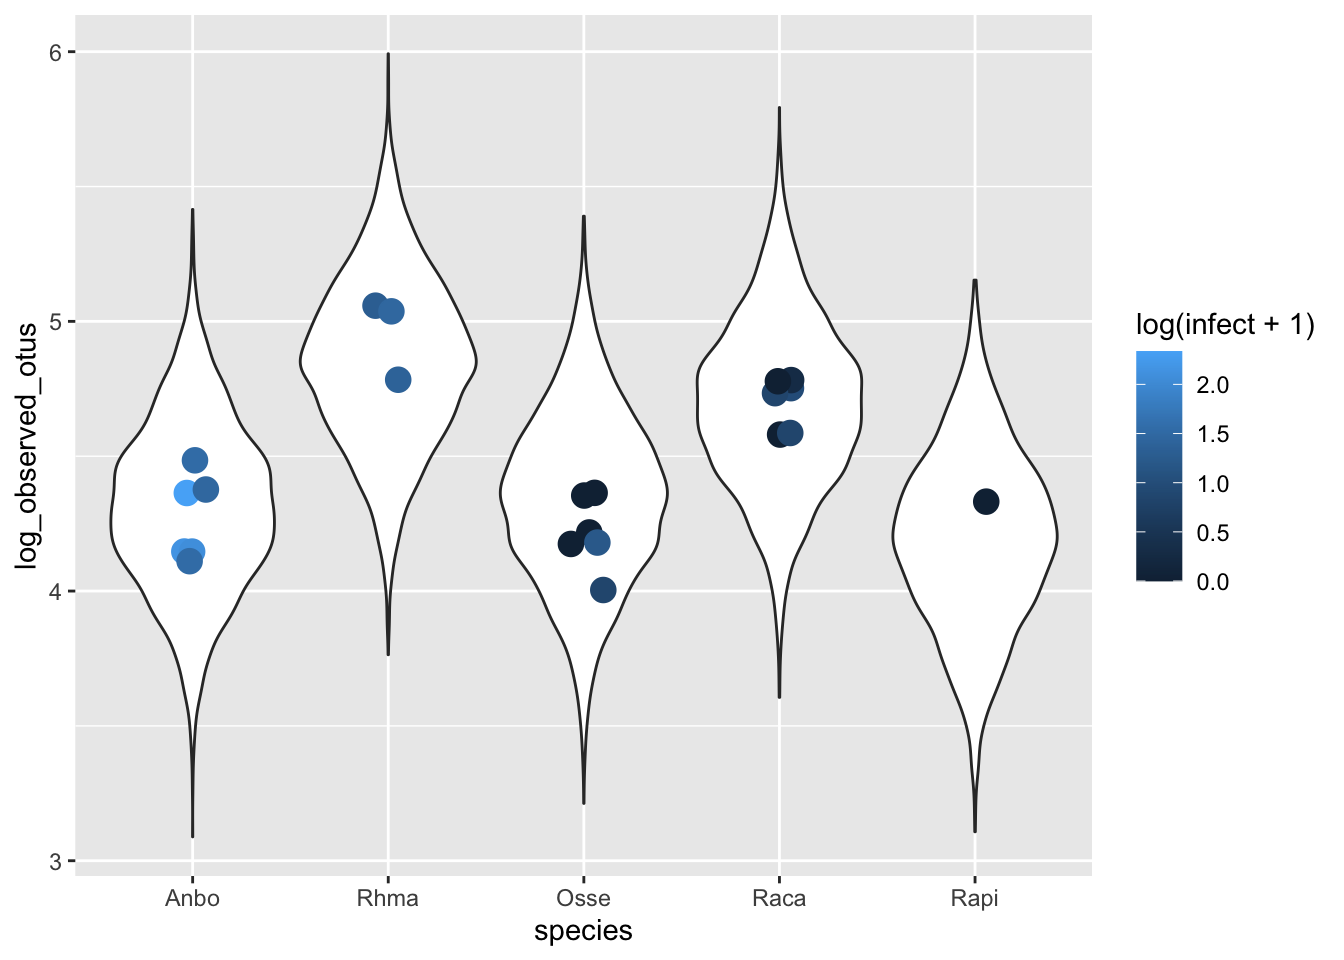 6
5
4
3
log_observed_otus
Anbo Rhma Osse Raca Rapi
species
log(infect + 1)
2.0
1.5
1.0
0.5
0.0